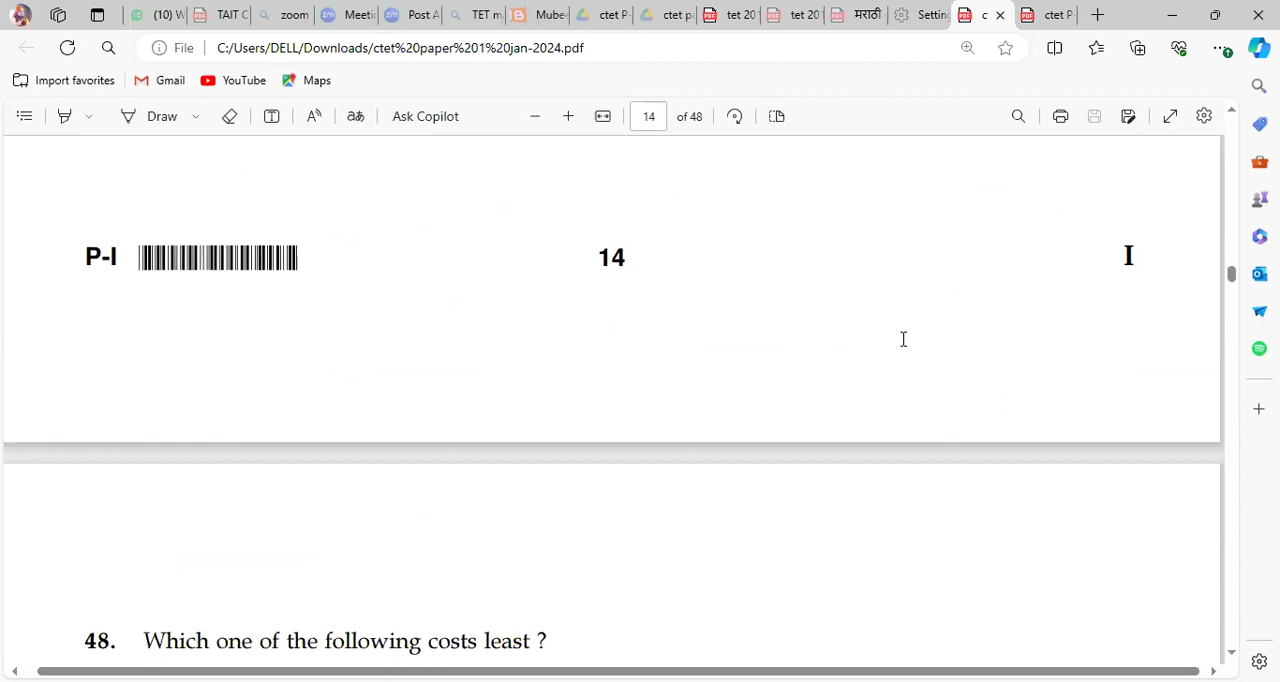 (10) W
TAIT C
zoom
Meeti
Post A
TET m
Mube
ctet P-
ctet pa
tet 20
tet 20
मराठी
Settin
c
ctet P-
File
C:/Users/DELL/Downloads/ctet%20paper%201%20jan-2024.pdf
Import favorites
Gmail
YouTube
Maps
Draw
Ask Copilot
14
of 48
P-I
14
I
48. Which one of the following costs least ?